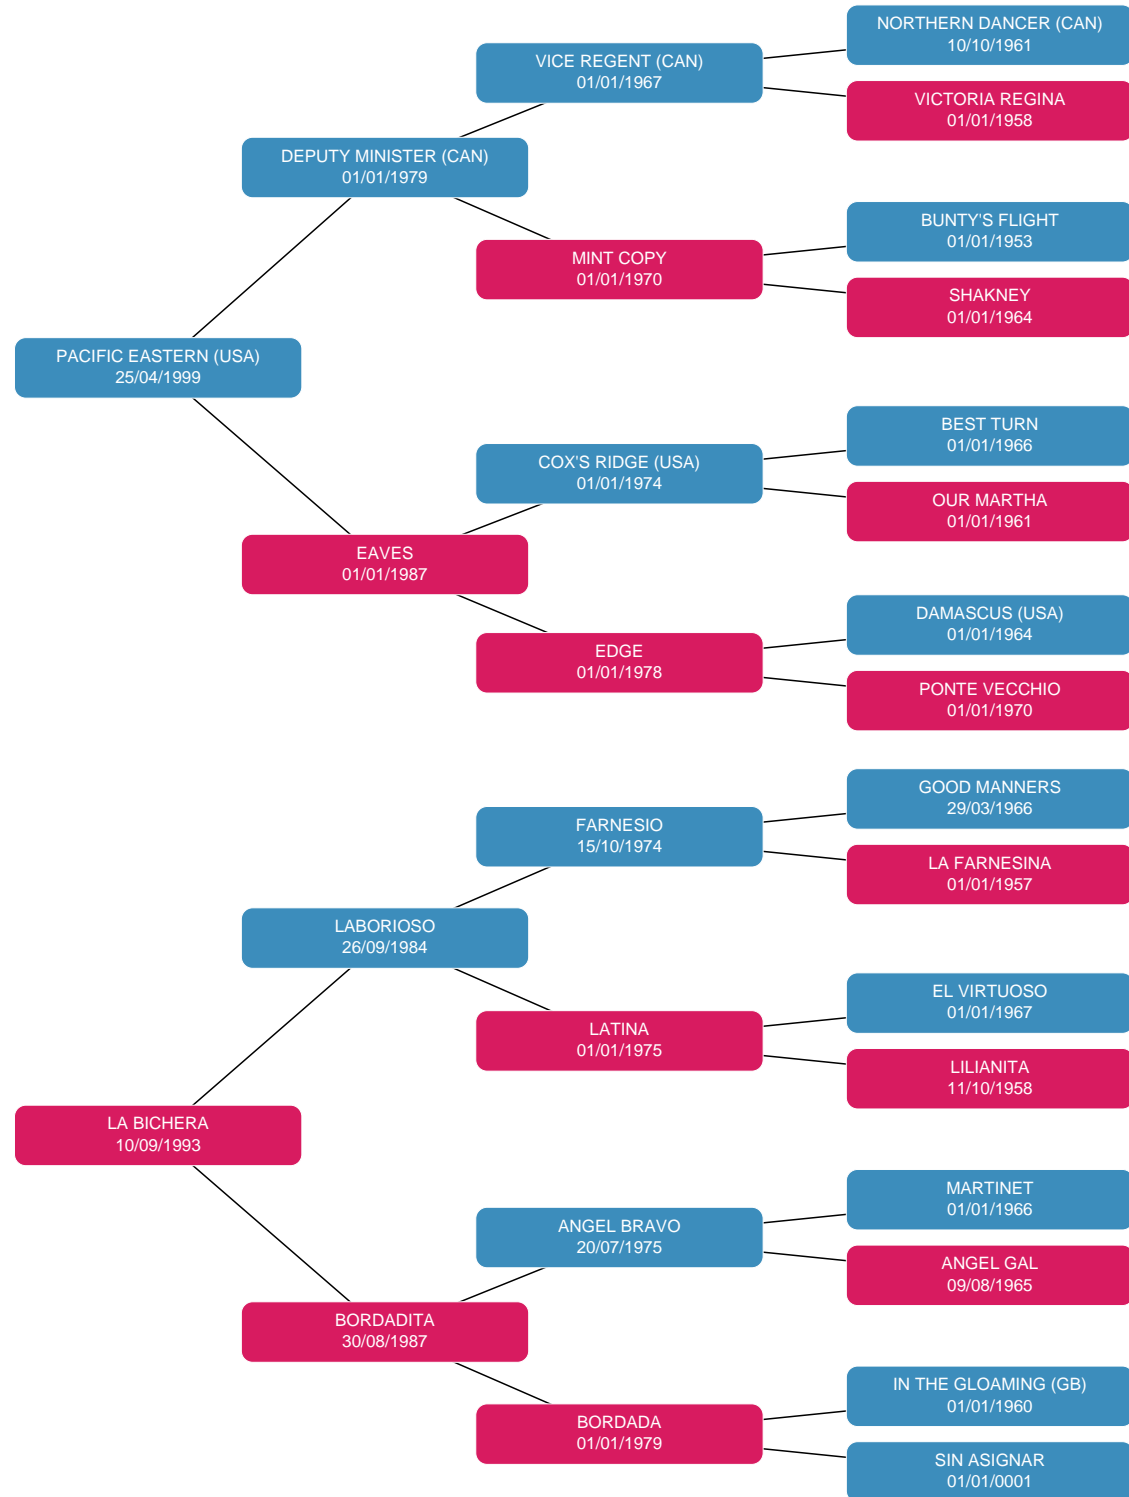 NORTHERN DANCER (CAN)
10/10/1961
VICE REGENT (CAN)
01/01/1967
VICTORIA REGINA
01/01/1958
DEPUTY MINISTER (CAN)
01/01/1979
BUNTY'S FLIGHT
01/01/1953
MINT COPY
01/01/1970
SHAKNEY
01/01/1964
PACIFIC EASTERN (USA)
25/04/1999
BEST TURN
01/01/1966
COX'S RIDGE (USA)
01/01/1974
OUR MARTHA
01/01/1961
EAVES
01/01/1987
DAMASCUS (USA)
01/01/1964
EDGE
01/01/1978
PONTE VECCHIO
01/01/1970
GOOD MANNERS
29/03/1966
FARNESIO
15/10/1974
LA FARNESINA
01/01/1957
LABORIOSO
26/09/1984
EL VIRTUOSO
01/01/1967
LATINA
01/01/1975
LILIANITA
11/10/1958
LA BICHERA
10/09/1993
MARTINET
01/01/1966
ANGEL BRAVO
20/07/1975
ANGEL GAL
09/08/1965
BORDADITA
30/08/1987
IN THE GLOAMING (GB)
01/01/1960
BORDADA
01/01/1979
SIN ASIGNAR
01/01/0001